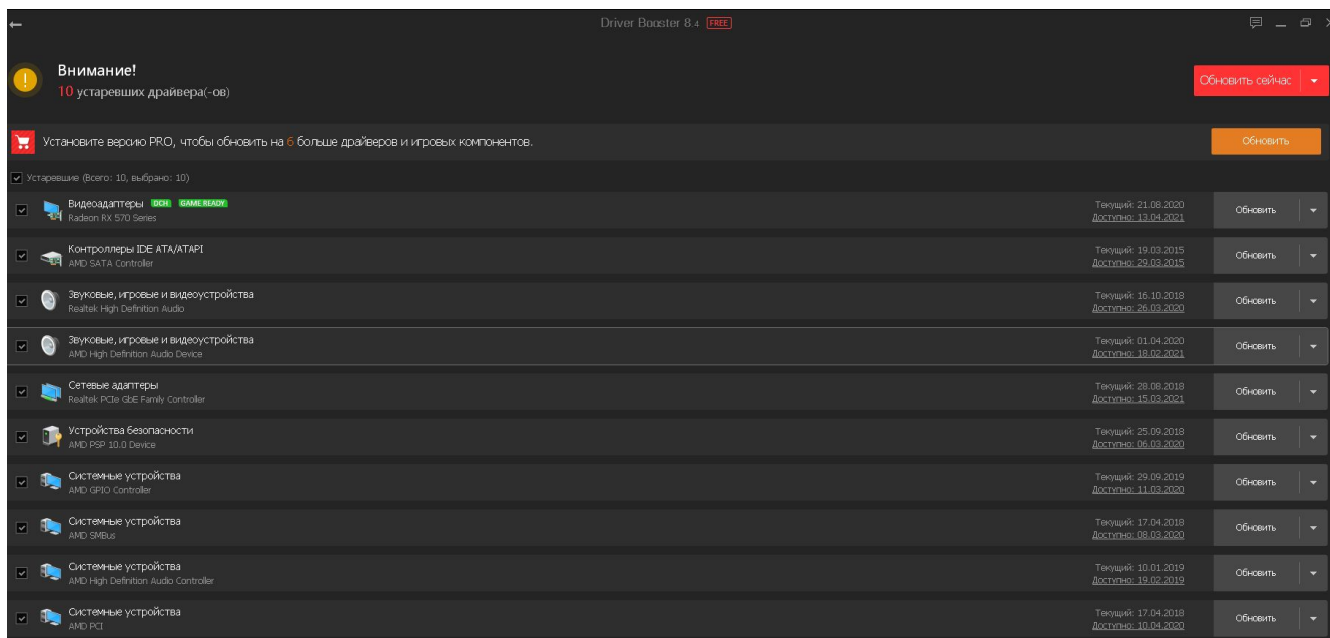 Driver Booster 8.4 FREE
Внимание!
10 устаревших драйвера(-ов)
Обновить сейчас
Установите версию PRO, чтобы обновить на 6 больше драйверов и игровых компонентов.
Обновить
Устаревшие (Всего: 10, выбрано: 10)
Видеоадаптеры DCH GAME READY
Radeon RX 570 Series
Текущий: 21.08.2020
Доступно: 13.04.2021
Обновить
Контроллеры IDE ATA/ATAPI
AMD SATA Controller
Текущий: 19.03.2015
Доступно: 29.03.2015
Обновить
Звуковые, игровые и видеоустройства
Realtek High Definition Audio
Текущий: 16.10.2018
Доступно: 26.03.2020
Обновить
Звуковые, игровые и видеоустройства
AMD High Definition Audio Device
Текущий: 01.04.2020
Доступно: 18.02.2021
Обновить
Сетевые адаптеры
Realtek PCIe GbE Family Controller
Текущий: 28.08.2018
Доступно: 15.03.2021
Обновить
Устройства безопасности
AMD PSP 10.0 Device
Текущий: 25.09.2018
Доступно: 06.03.2020
Обновить
Системные устройства
AMD GPIO Controller
Текущий: 29.09.2019
Доступно: 11.03.2020
Обновить
Системные устройства
AMD SMBus
Текущий: 17.04.2018
Доступно: 08.03.2020
Обновить
Системные устройства
AMD High Definition Audio Controller
Текущий: 10.01.2019
Доступно: 19.02.2019
Обновить
Системные устройства
AMD PCI
Текущий: 17.04.2018
Доступно: 10.04.2020
Обновить